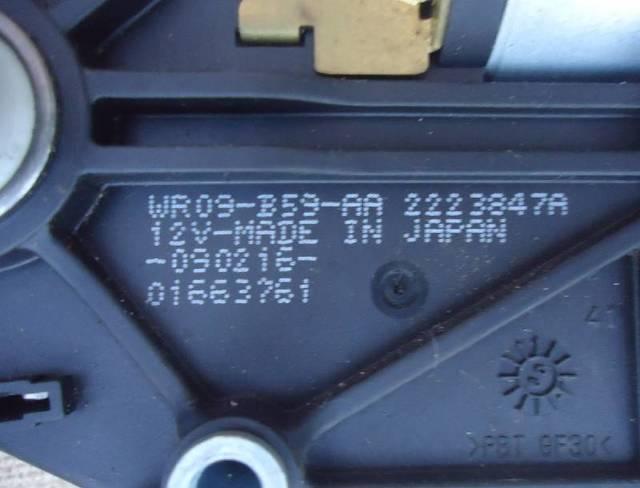 WR09-B59-AA 2223847A
12V-MADE IN JAPAN
-090216-
01663761
S
>PBT GF30<